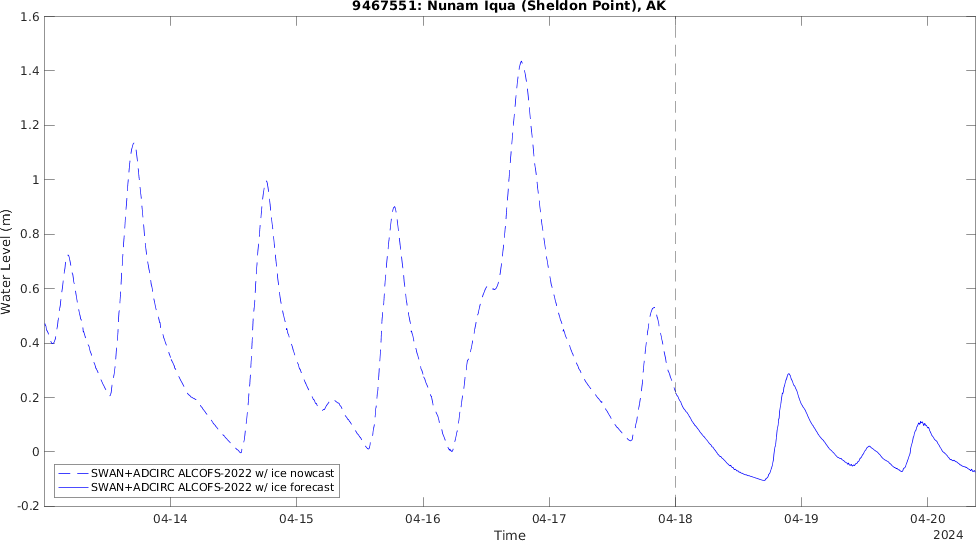 9467551: Nunam Iqua (Sheldon Point), AK
1.6
1.4
1.2
1
0.8
0.6
0.4
0.2
0
-0.2
Water Level (m)
SWAN+ADCIRC ALCOFS-2022 w/ ice nowcast
SWAN+ADCIRC ALCOFS-2022 w/ ice forecast
04-14 04-15 04-16 04-17 04-18 04-19 04-20
Time
2024